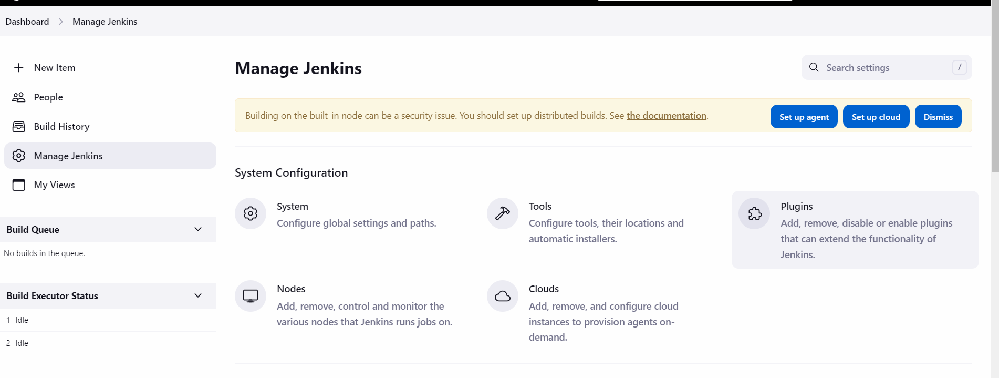 Dashboard > Manage Jenkins
New Item
People
Build History
Manage Jenkins
My Views
Build Queue
No builds in the queue.
Build Executor Status
1 Idle
2 Idle
Manage Jenkins
Search settings /
Building on the built-in node can be a security issue. You should set up distributed builds. See the documentation.
Set up agent
Set up cloud
Dismiss
System Configuration
System
Configure global settings and paths.
Tools
Configure tools, their locations and
automatic installers.
Plugins
Add, remove, disable or enable plugins
that can extend the functionality of
Jenkins.
Nodes
Add, remove, control and monitor the
various nodes that Jenkins runs jobs on.
Clouds
Add, remove, and configure cloud
instances to provision agents on-
demand.